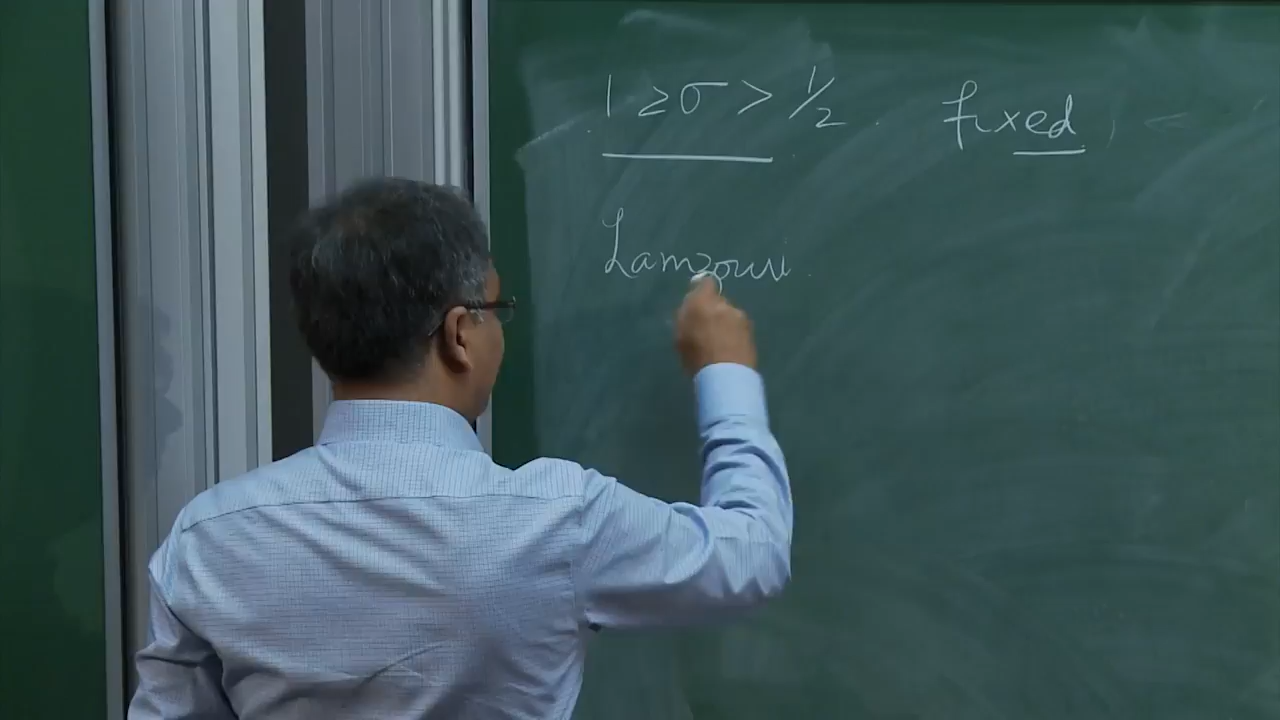 1 ≥ σ > 1/2. fixed,
Lamzouri.